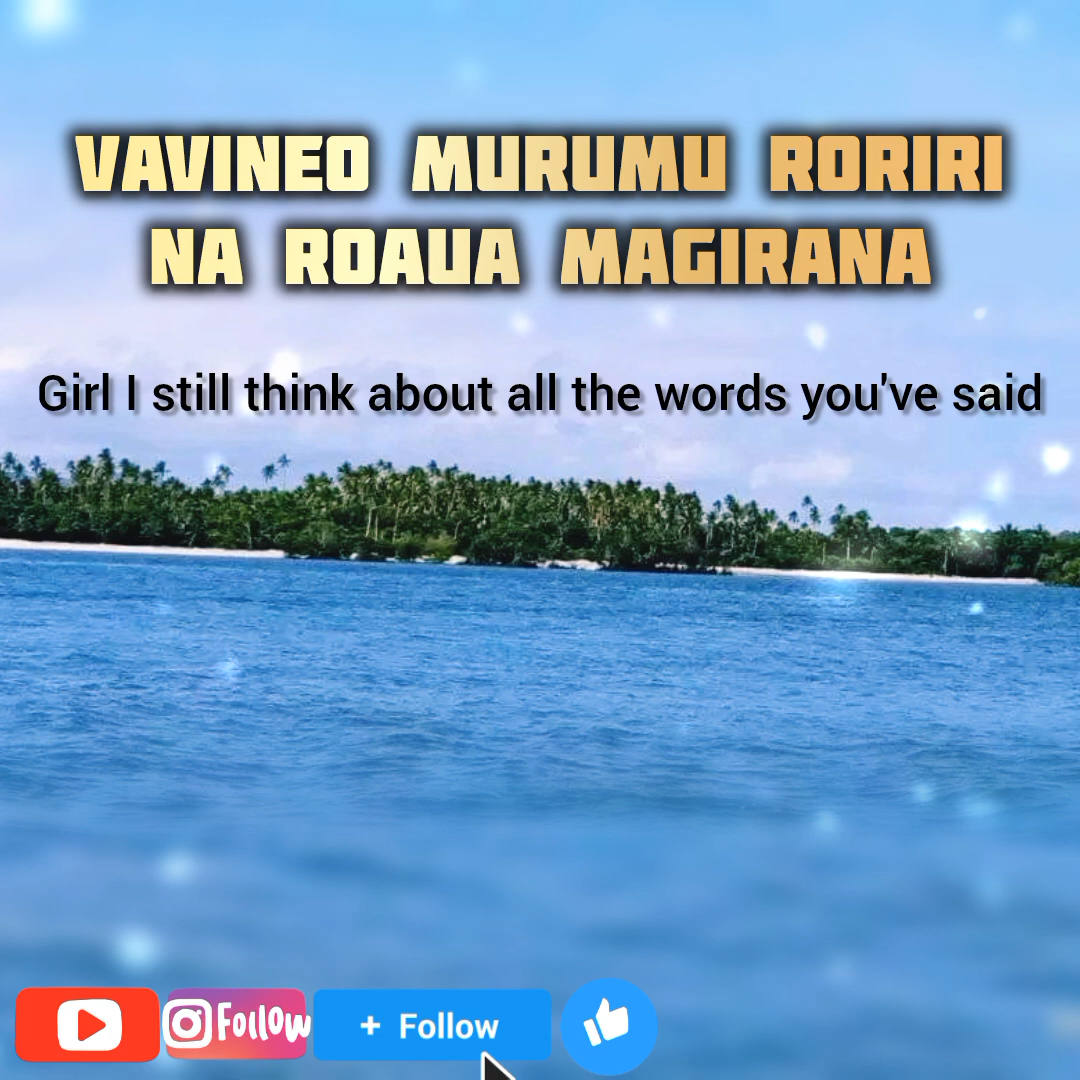 VAVINEO MURUMU RORIRI
NA ROAUA MAGIRANA
Girl I still think about all the words you've said
Follow
+ Follow